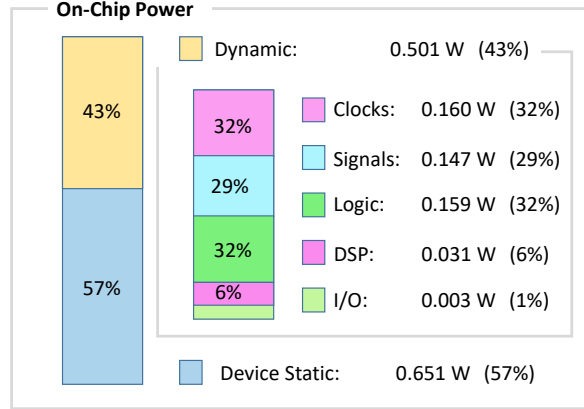 On-Chip Power
Dynamic: 0.501 W (43%)
43%
57%
32%
29%
32%
6%
Clocks: 0.160 W (32%)
Signals: 0.147 W (29%)
Logic: 0.159 W (32%)
DSP: 0.031 W (6%)
I/O: 0.003 W (1%)
Device Static: 0.651 W (57%)